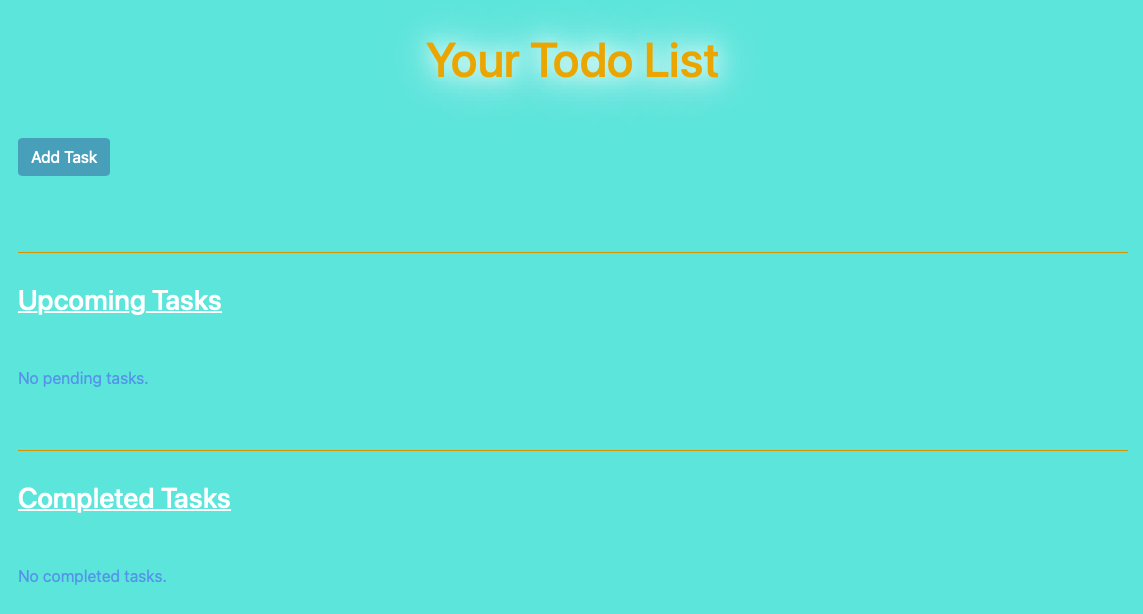 Your Todo List
Add Task
Upcoming Tasks
No pending tasks.
Completed Tasks
No completed tasks.